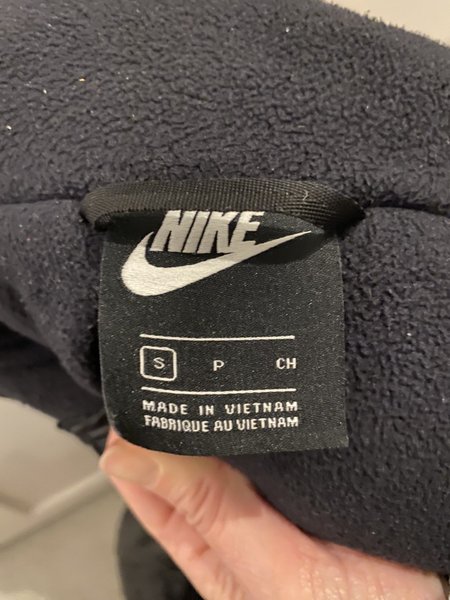 NIKE
S P CH
MADE IN VIETNAM
FABRIQUE AU VIETNAM